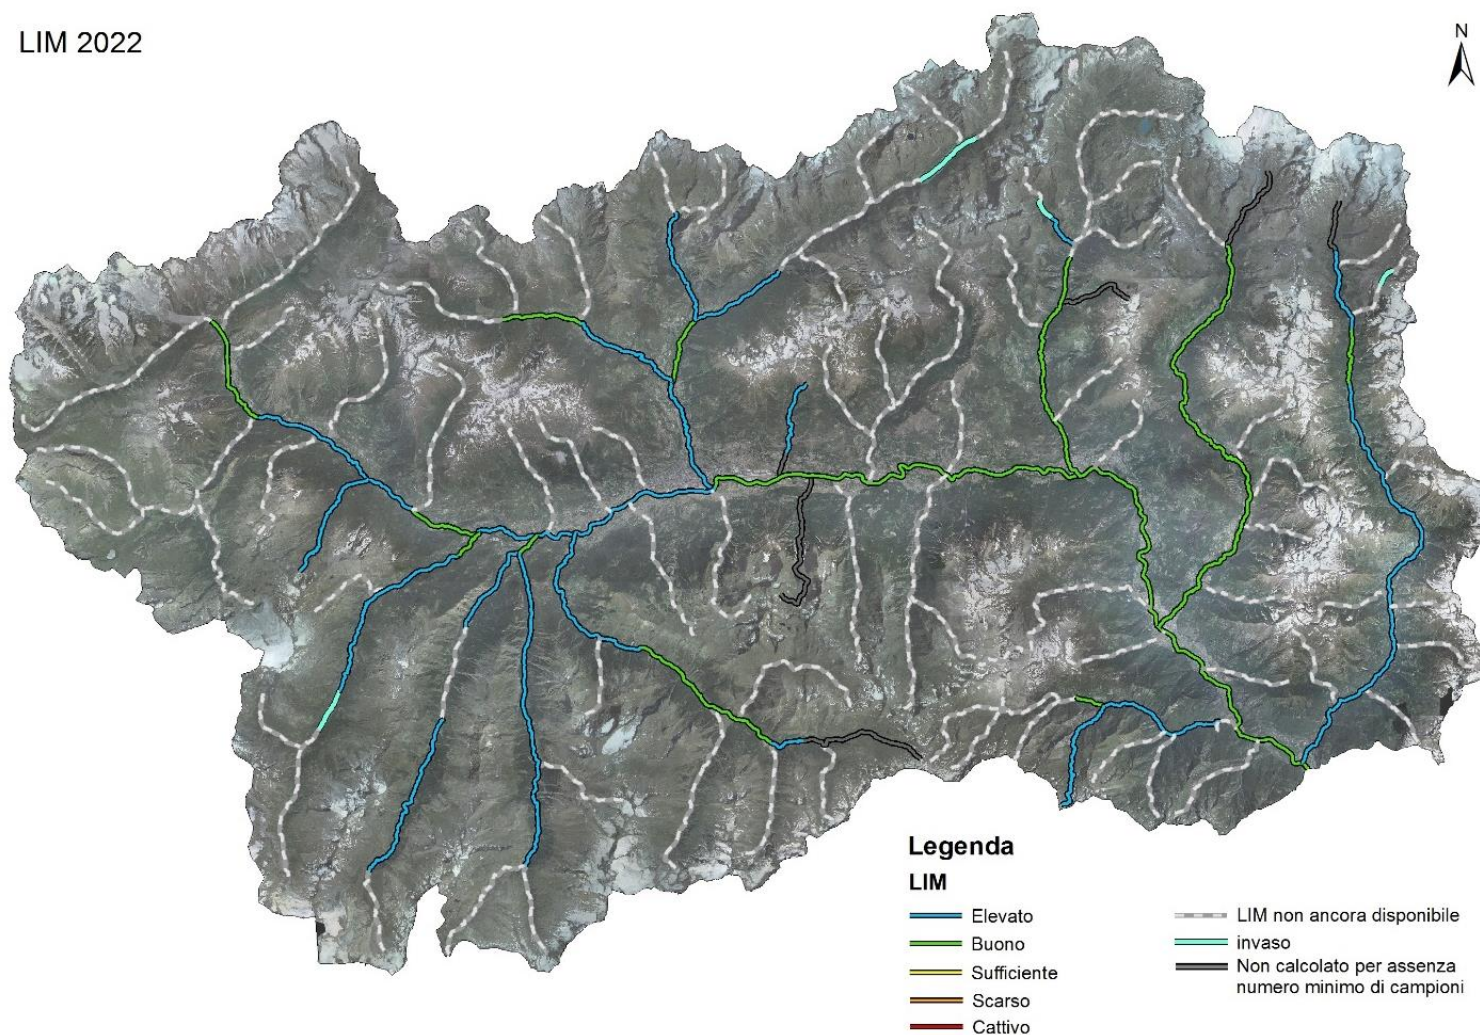 LIM 2022
N
Legenda
LIM
Elevato
Buono
Sufficiente
Scarso
Cattivo
LIM non ancora disponibile
invaso
Non calcolato per assenza
numero minimo di campioni